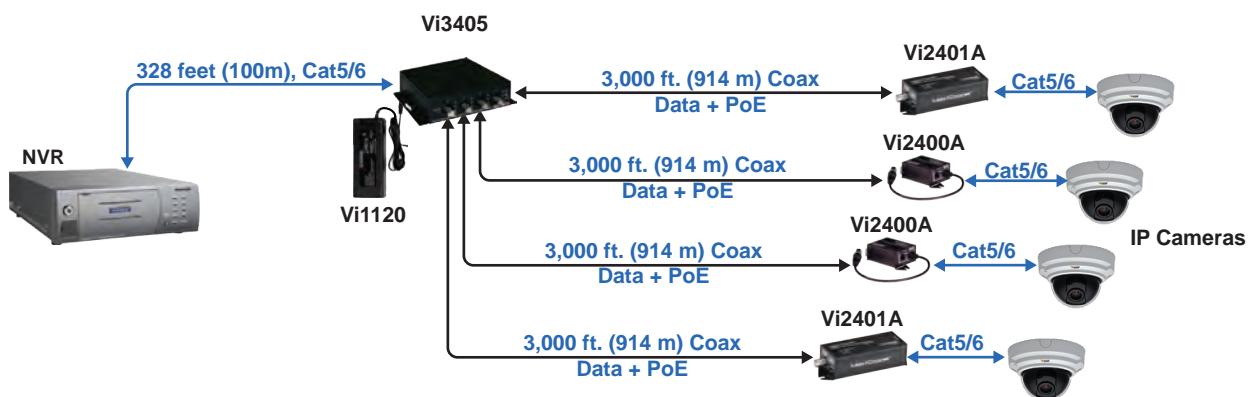 Vi3405
328 feet (100m), Cat5/6
3,000 ft. (914 m) Coax
Data + PoE
Vi2401A
Cat5/6
NVR
Vi1120
3,000 ft. (914 m) Coax
Data + PoE
Vi2400A
Cat5/6
3,000 ft. (914 m) Coax
Data + PoE
Vi2400A
Cat5/6
IP Cameras
3,000 ft. (914 m) Coax
Data + PoE
Vi2401A
Cat5/6